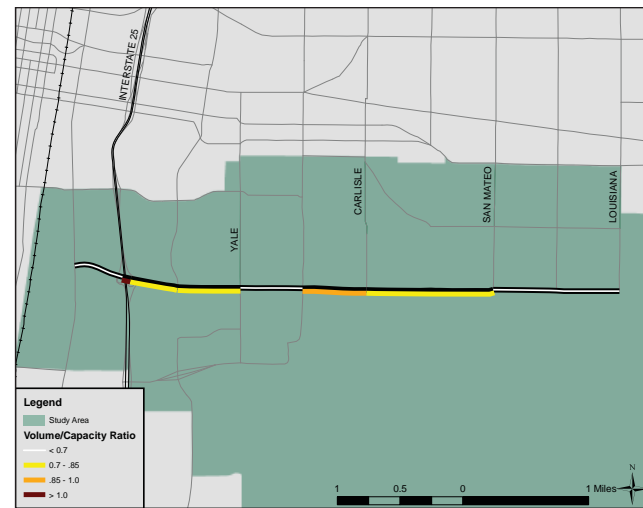 INTERSTATE 25
CARLISLE
SAN MATEO
LOUISIANA
YALE
Legend
Study Area
Volume/Capacity Ratio
< 0.7
0.7 - .85
.85 - 1.0
> 1.0
1 0.5 0 1 Miles
N